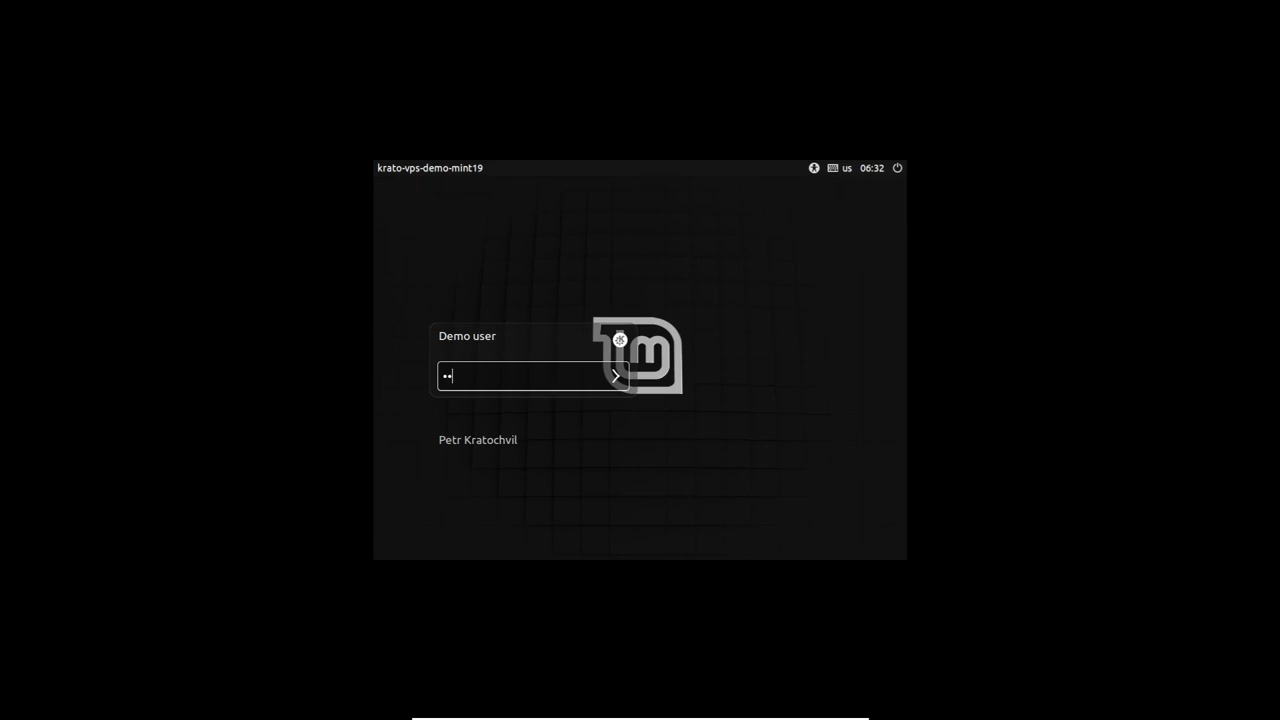 krato-vps-demo-mint19
us 06:32
Demo user
Petr Kratochvil